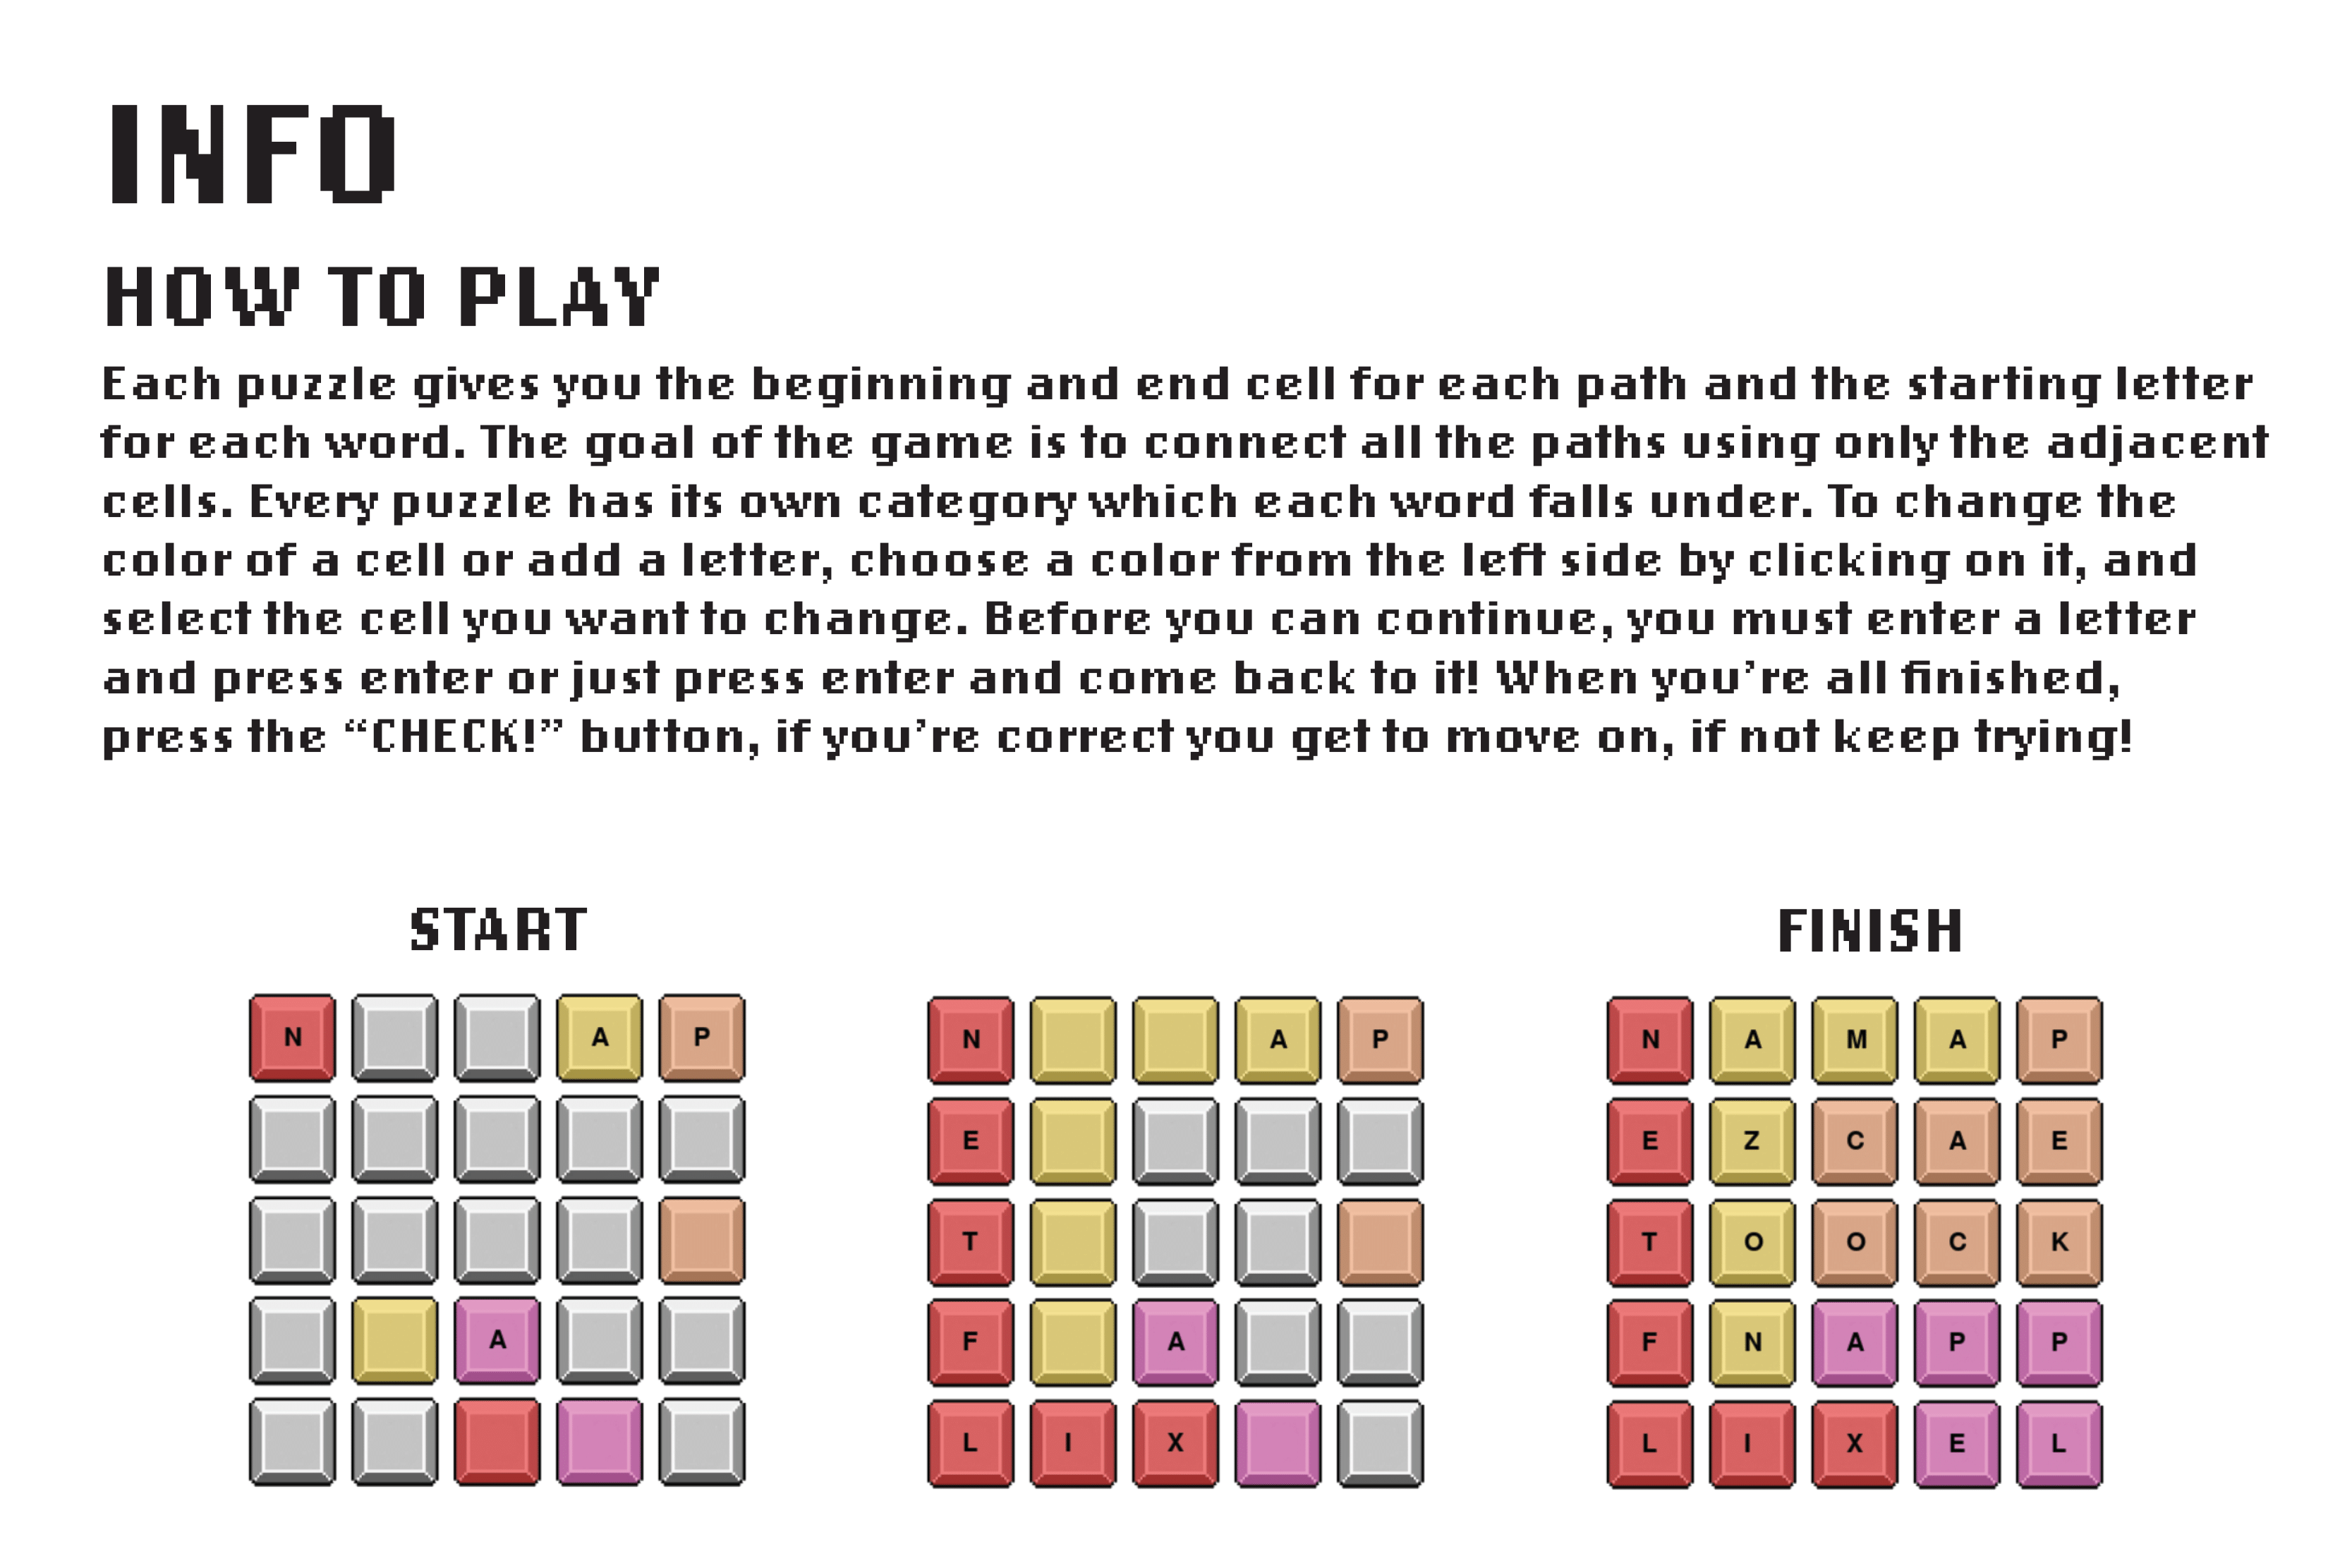 INFO
HOW TO PLAY
Each puzzle gives you the beginning and end cell for each path and the starting letter
for each word. The goal of the game is to connect all the paths using only the adjacent
cells. Every puzzle has its own category which each word falls under. To change the
color of a cell or add a letter, choose a color from the left side by clicking on it, and
select the cell you want to change. Before you can continue, you must enter a letter
and press enter or just press enter and come back to it! When you’re all finished,
press the “CHECK!” button, if you’re correct you get to move on, if not keep trying!
START
N A P
A
N A P
E
T
F A
L I X
FINISH
N A M A P
E Z C A E
T O O C K
F N A P P
L I X E L